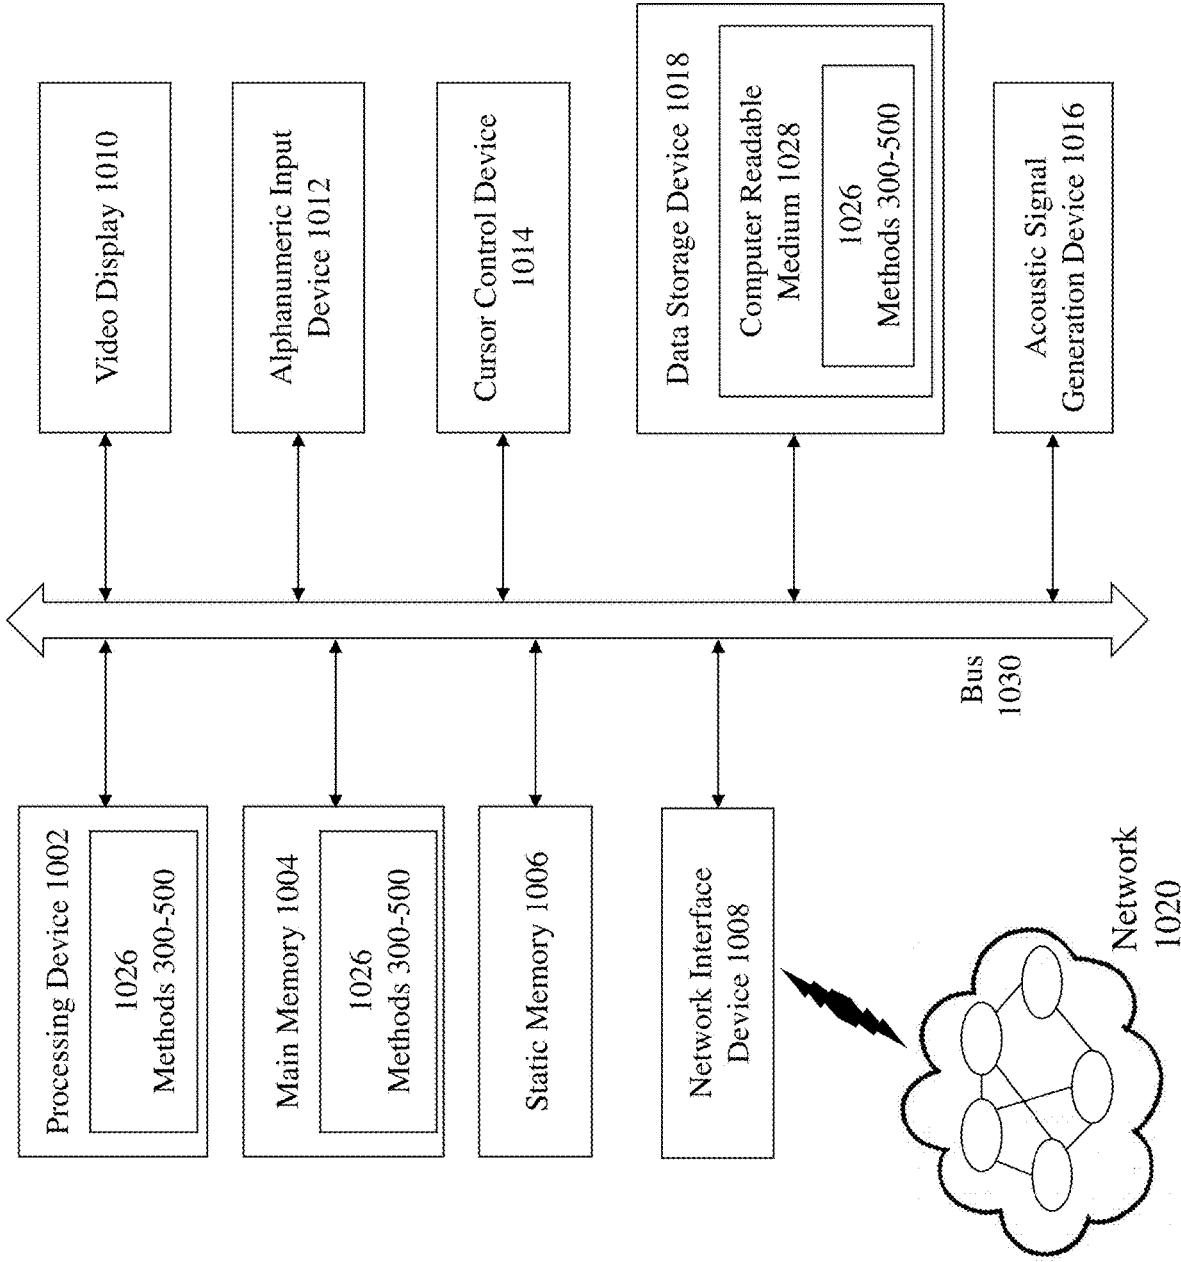 Processing Device 1002
1026
Methods 300-500
Main Memory 1004
1026
Methods 300-500
Static Memory 1006
Network Interface
Device 1008
Network
1020
Bus
1030
Video Display 1010
Alphanumeric Input
Device 1012
Cursor Control Device
1014
Data Storage Device 1018
Computer Readable
Medium 1028
1026
Methods 300-500
Acoustic Signal
Generation Device 1016